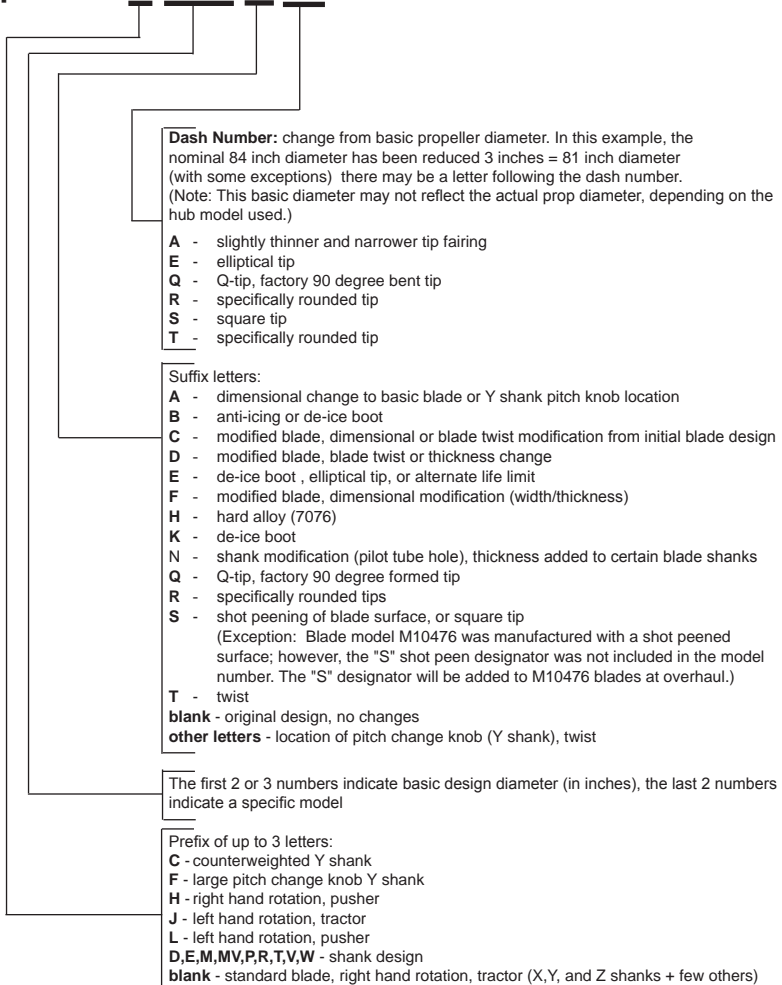 Dash Number: change from basic propeller diameter. In this example, the
nominal 84 inch diameter has been reduced 3 inches = 81 inch diameter
(with some exceptions) there may be a letter following the dash number.
(Note: This basic diameter may not reflect the actual prop diameter, depending on the
hub model used.)
A - slightly thinner and narrower tip fairing
E - elliptical tip
Q - Q-tip, factory 90 degree bent tip
R - specifically rounded tip
S - square tip
T - specifically rounded tip
Suffix letters:
A - dimensional change to basic blade or Y shank pitch knob location
B - anti-icing or de-ice boot
C - modified blade, dimensional or blade twist modification from initial blade design
D - modified blade, blade twist or thickness change
E - de-ice boot , elliptical tip, or alternate life limit
F - modified blade, dimensional modification (width/thickness)
H - hard alloy (7076)
K - de-ice boot
N - shank modification (pilot tube hole), thickness added to certain blade shanks
Q - Q-tip, factory 90 degree formed tip
R - specifically rounded tips
S - shot peening of blade surface, or square tip
(Exception: Blade model M10476 was manufactured with a shot peened
surface; however, the "S" shot peen designator was not included in the model
number. The "S" designator will be added to M10476 blades at overhaul.)
T - twist
blank - original design, no changes
other letters - location of pitch change knob (Y shank), twist
The first 2 or 3 numbers indicate basic design diameter (in inches), the last 2 numbers
indicate a specific model
Prefix of up to 3 letters:
C - counterweighted Y shank
F - large pitch change knob Y shank
H - right hand rotation, pusher
J - left hand rotation, tractor
L - left hand rotation, pusher
D,E,M,MV,P,R,T,V,W - shank design
blank - standard blade, right hand rotation, tractor (X,Y, and Z shanks + few others)